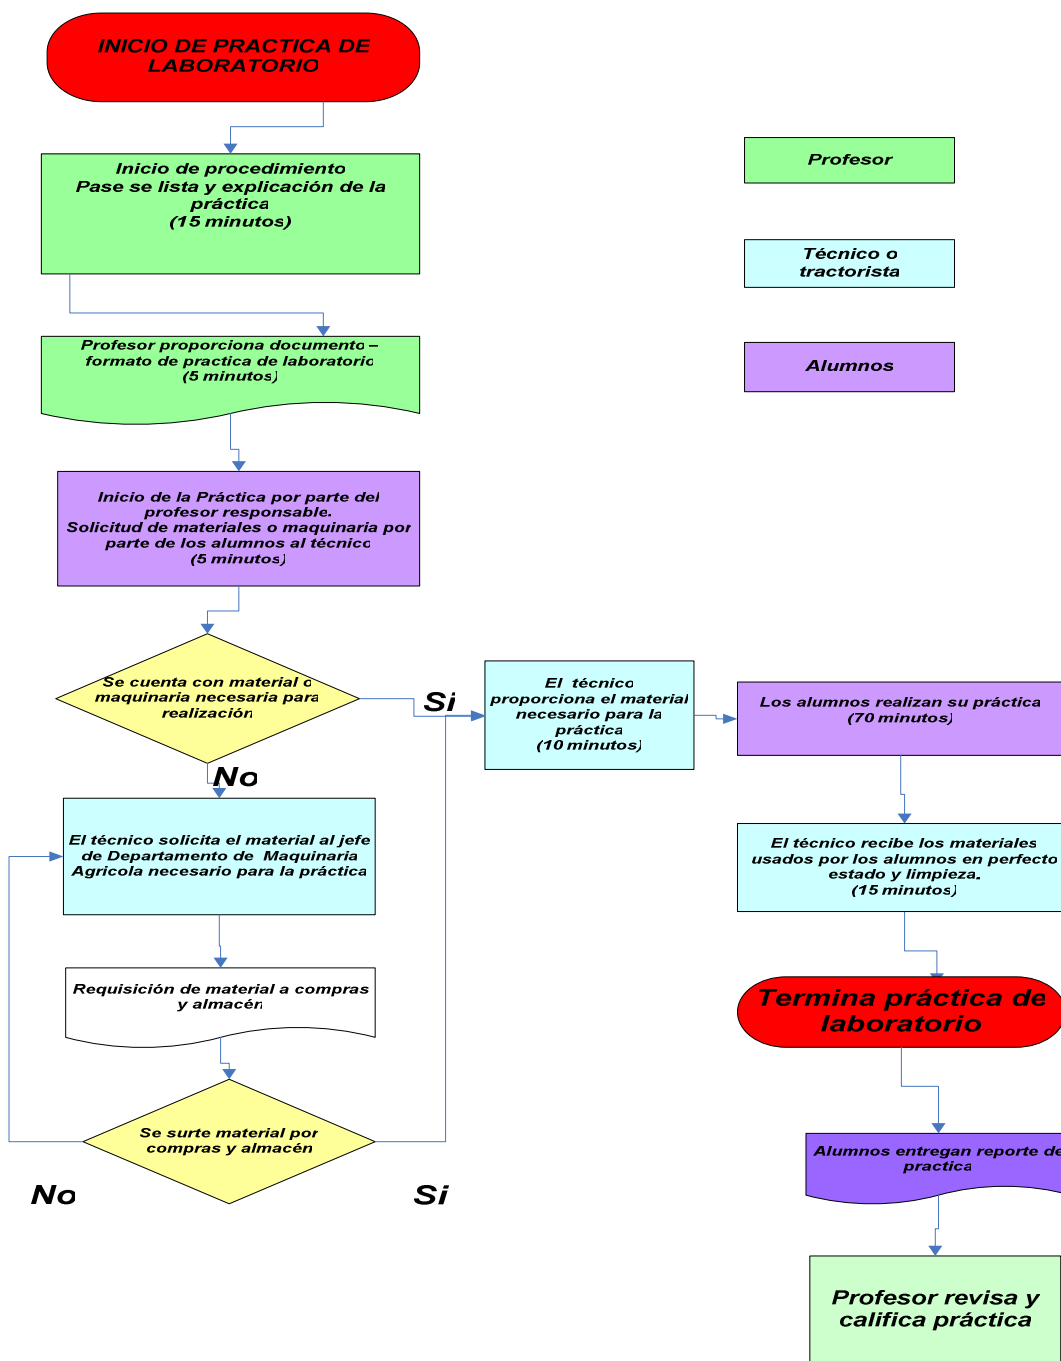 INICIO DE PRACTICA DE
LABORATORIO
Inicio de procedimiento
Pase se lista y explicación de la
práctica
(15 minutos)
Profesor proporciona documento –
formato de practica de laboratorio
(5 minutos)
Inicio de la Práctica por parte del
profesor responsable.
Solicitud de materiales o maquinaria por
parte de los alumnos al técnico
(5 minutos)
Se cuenta con material o
maquinaria necesaria para
realización
Si
No
El técnico solicita el material al jefe
de Departamento de Maquinaria
Agricola necesario para la práctica
Requisición de material a compras
y almacén
Se surte material por
compras y almacén
No
Si
El técnico
proporciona el material
necesario para la
práctica
(10 minutos)
Los alumnos realizan su práctica
(70 minutos)
El técnico recibe los materiales
usados por los alumnos en perfecto
estado y limpieza.
(15 minutos)
Termina práctica de
laboratorio
Alumnos entregan reporte de
practica
Profesor revisa y
califica práctica
Profesor
Técnico o
tractorista
Alumnos